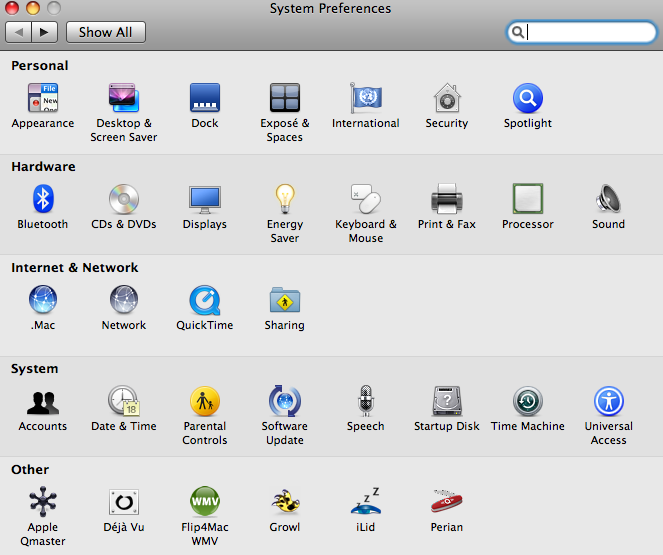 System Preferences
Show All
Personal
File
New
Appearance
Desktop &
Screen Saver
Dock
Exposé &
Spaces
International
Security
Spotlight
Hardware
Bluetooth
CDs & DVDs
Displays
Energy
Saver
Keyboard &
Mouse
Print & Fax
Processor
Sound
Internet & Network
.Mac
Network
QuickTime
Sharing
System
18
?
Accounts
Date & Time
Parental
Controls
Software
Update
Speech
Startup Disk
Time Machine
Universal
Access
Other
WMV
z z z
Apple
Qmaster
Déjà Vu
Flip4Mac
WMV
Growl
iLid
Perian